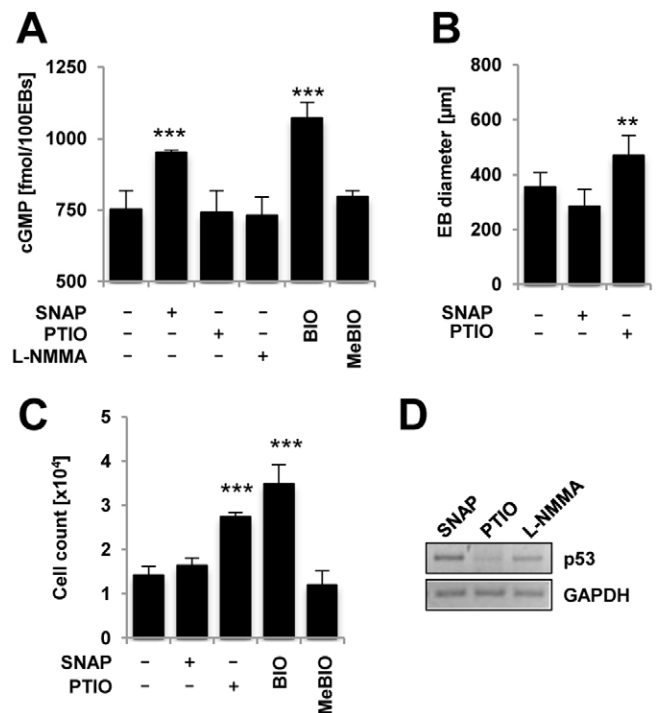 A
cGMP [fmol/100EBs]
1250
1000
750
500
***
***
SNAP – + – –
PTIO – – + –
L-NMMA – – – +
BIO
MeBIO
B
EB diameter [µm]
800
600
400
200
0
**
SNAP – + –
PTIO – – +
C
Cell count [x10⁴]
5
4
3
2
1
0
***
***
SNAP – + –
PTIO – – +
BIO
MeBIO
D
SNAP PTIO L-NMMA
p53
GAPDH